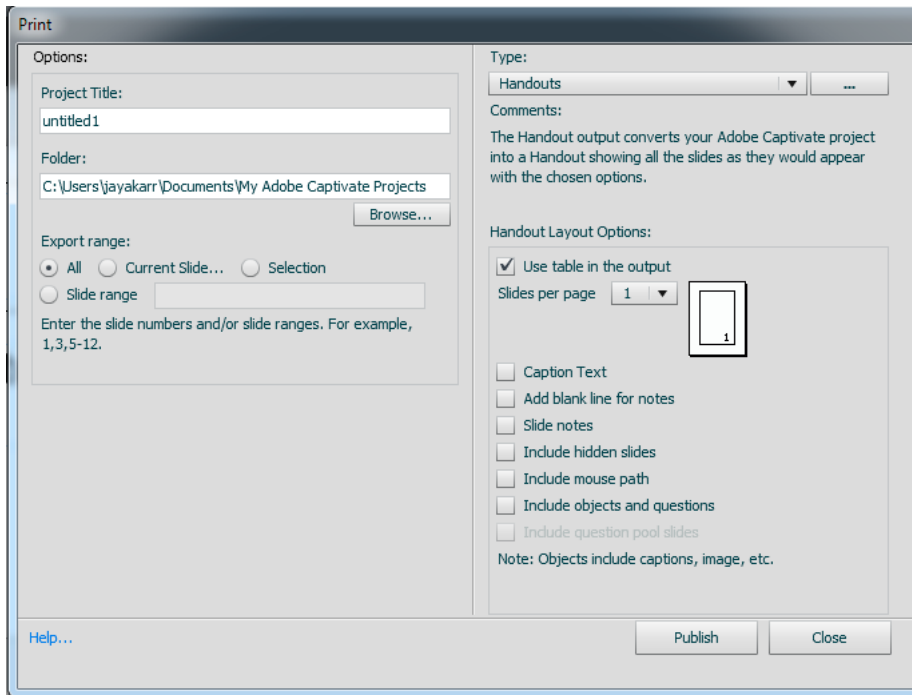 Print
Options:
Project Title:
untitled1
Folder:
C:\Users\jayakarr\Documents\My Adobe Captivate Projects
Browse...
Export range:
All Current Slide... Selection
Slide range
Enter the slide numbers and/or slide ranges. For example,
1,3,5-12.
Type:
Handouts ...
Comments:
The Handout output converts your Adobe Captivate project
into a Handout showing all the slides as they would appear
with the chosen options.
Handout Layout Options:
Use table in the output
Slides per page 1
1
Caption Text
Add blank line for notes
Slide notes
Include hidden slides
Include mouse path
Include objects and questions
Include question pool slides
Note: Objects include captions, image, etc.
Help... Publish Close